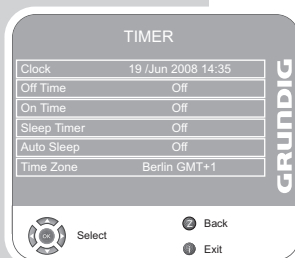 TIMER
Clock 19 /Jun 2008 14:35
Off Time Off
On Time Off
Sleep Timer Off
Auto Sleep Off
Time Zone Berlin GMT+1
GRUNDIG
OK Select
Z Back
i Exit